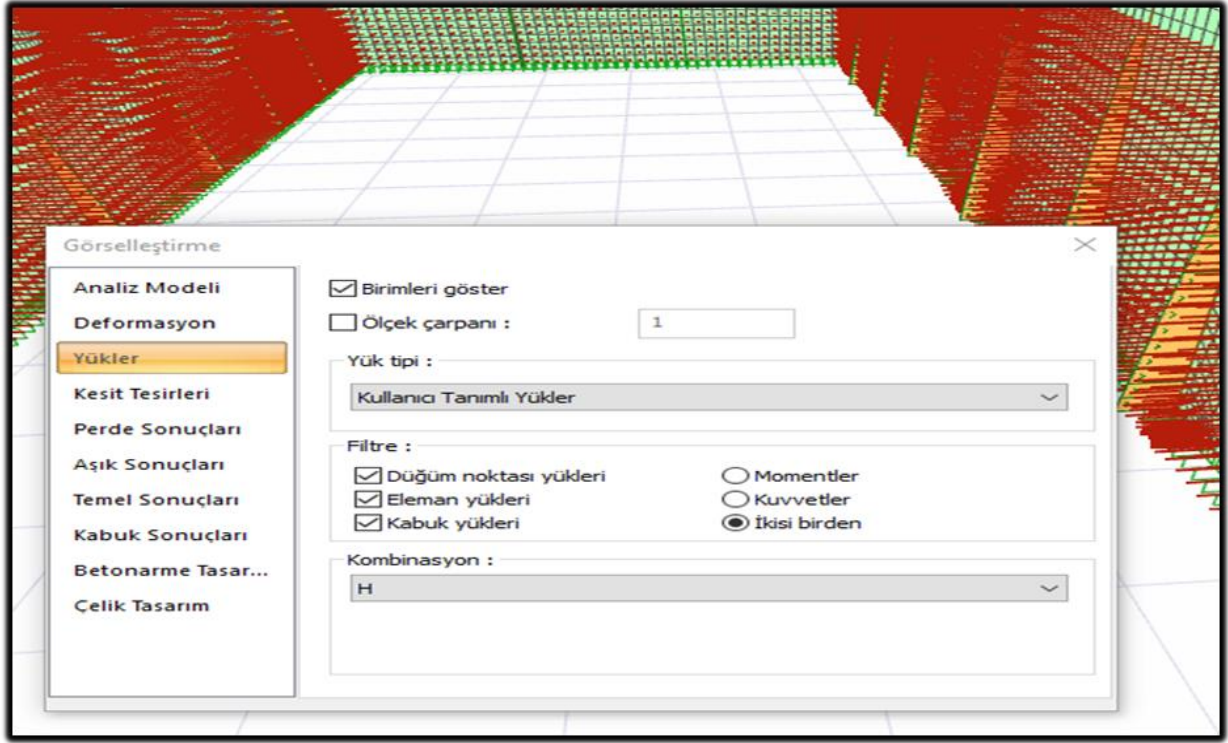 Görselleştirme
Analiz Modeli
Deformasyon
Yükler
Kesit Tesirleri
Perde Sonuçları
Aşık Sonuçları
Temel Sonuçları
Kabuk Sonuçları
Betonarme Tasar...
Çelik Tasarım
Birimleri göster
Ölçek çarpanı :
1
Yük tipi :
Kullanıcı Tanımlı Yükler
Filtre :
Düğüm noktası yükleri
Momentler
Eleman yükleri
Kuvvetler
Kabuk yükleri
İkisi birden
Kombinasyon :
H